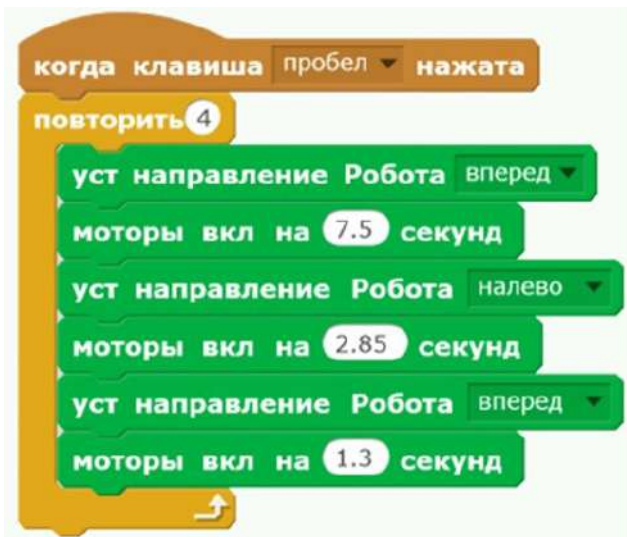 когда клавиша пробел нажата
повторить 4
уст направление Робота вперед
моторы вкл на 7.5 секунд
уст направление Робота налево
моторы вкл на 2.85 секунд
уст направление Робота вперед
моторы вкл на 1.3 секунд